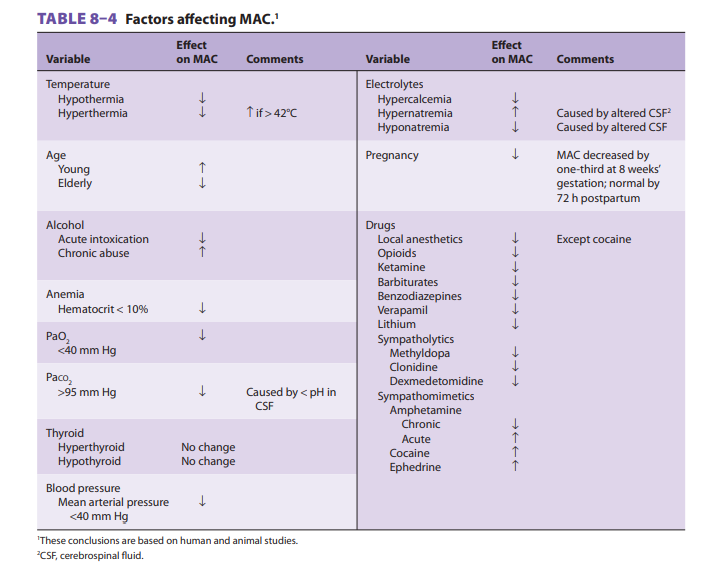 TABLE 8–4 Factors affecting MAC.¹
Variable Effect on MAC Comments
Temperature
Hypothermia ↓
Hyperthermia ↓ ↑ if > 42°C
Age
Young ↑
Elderly ↓
Alcohol
Acute intoxication ↓
Chronic abuse ↑
Anemia
Hematocrit < 10% ↓
PaO₂ ↓
<40 mm Hg
Paco₂
>95 mm Hg ↓ Caused by < pH in
CSF
Thyroid
Hyperthyroid No change
Hypothyroid No change
Blood pressure
Mean arterial pressure ↓
<40 mm Hg
Variable Effect on MAC Comments
Electrolytes
Hypercalcemia ↓
Hypernatremia ↑ Caused by altered CSF²
Hyponatremia ↓ Caused by altered CSF
Pregnancy ↓ MAC decreased by
one-third at 8 weeks’
gestation; normal by
72 h postpartum
Drugs
Local anesthetics ↓ Except cocaine
Opioids ↓
Ketamine ↓
Barbiturates ↓
Benzodiazepines ↓
Verapamil ↓
Lithium ↓
Sympatholytics
Methyldopa ↓
Clonidine ↓
Dexmedetomidine ↓
Sympathomimetics
Amphetamine
Chronic ↓
Acute ↑
Cocaine ↑
Ephedrine ↑
¹These conclusions are based on human and animal studies.
²CSF, cerebrospinal fluid.